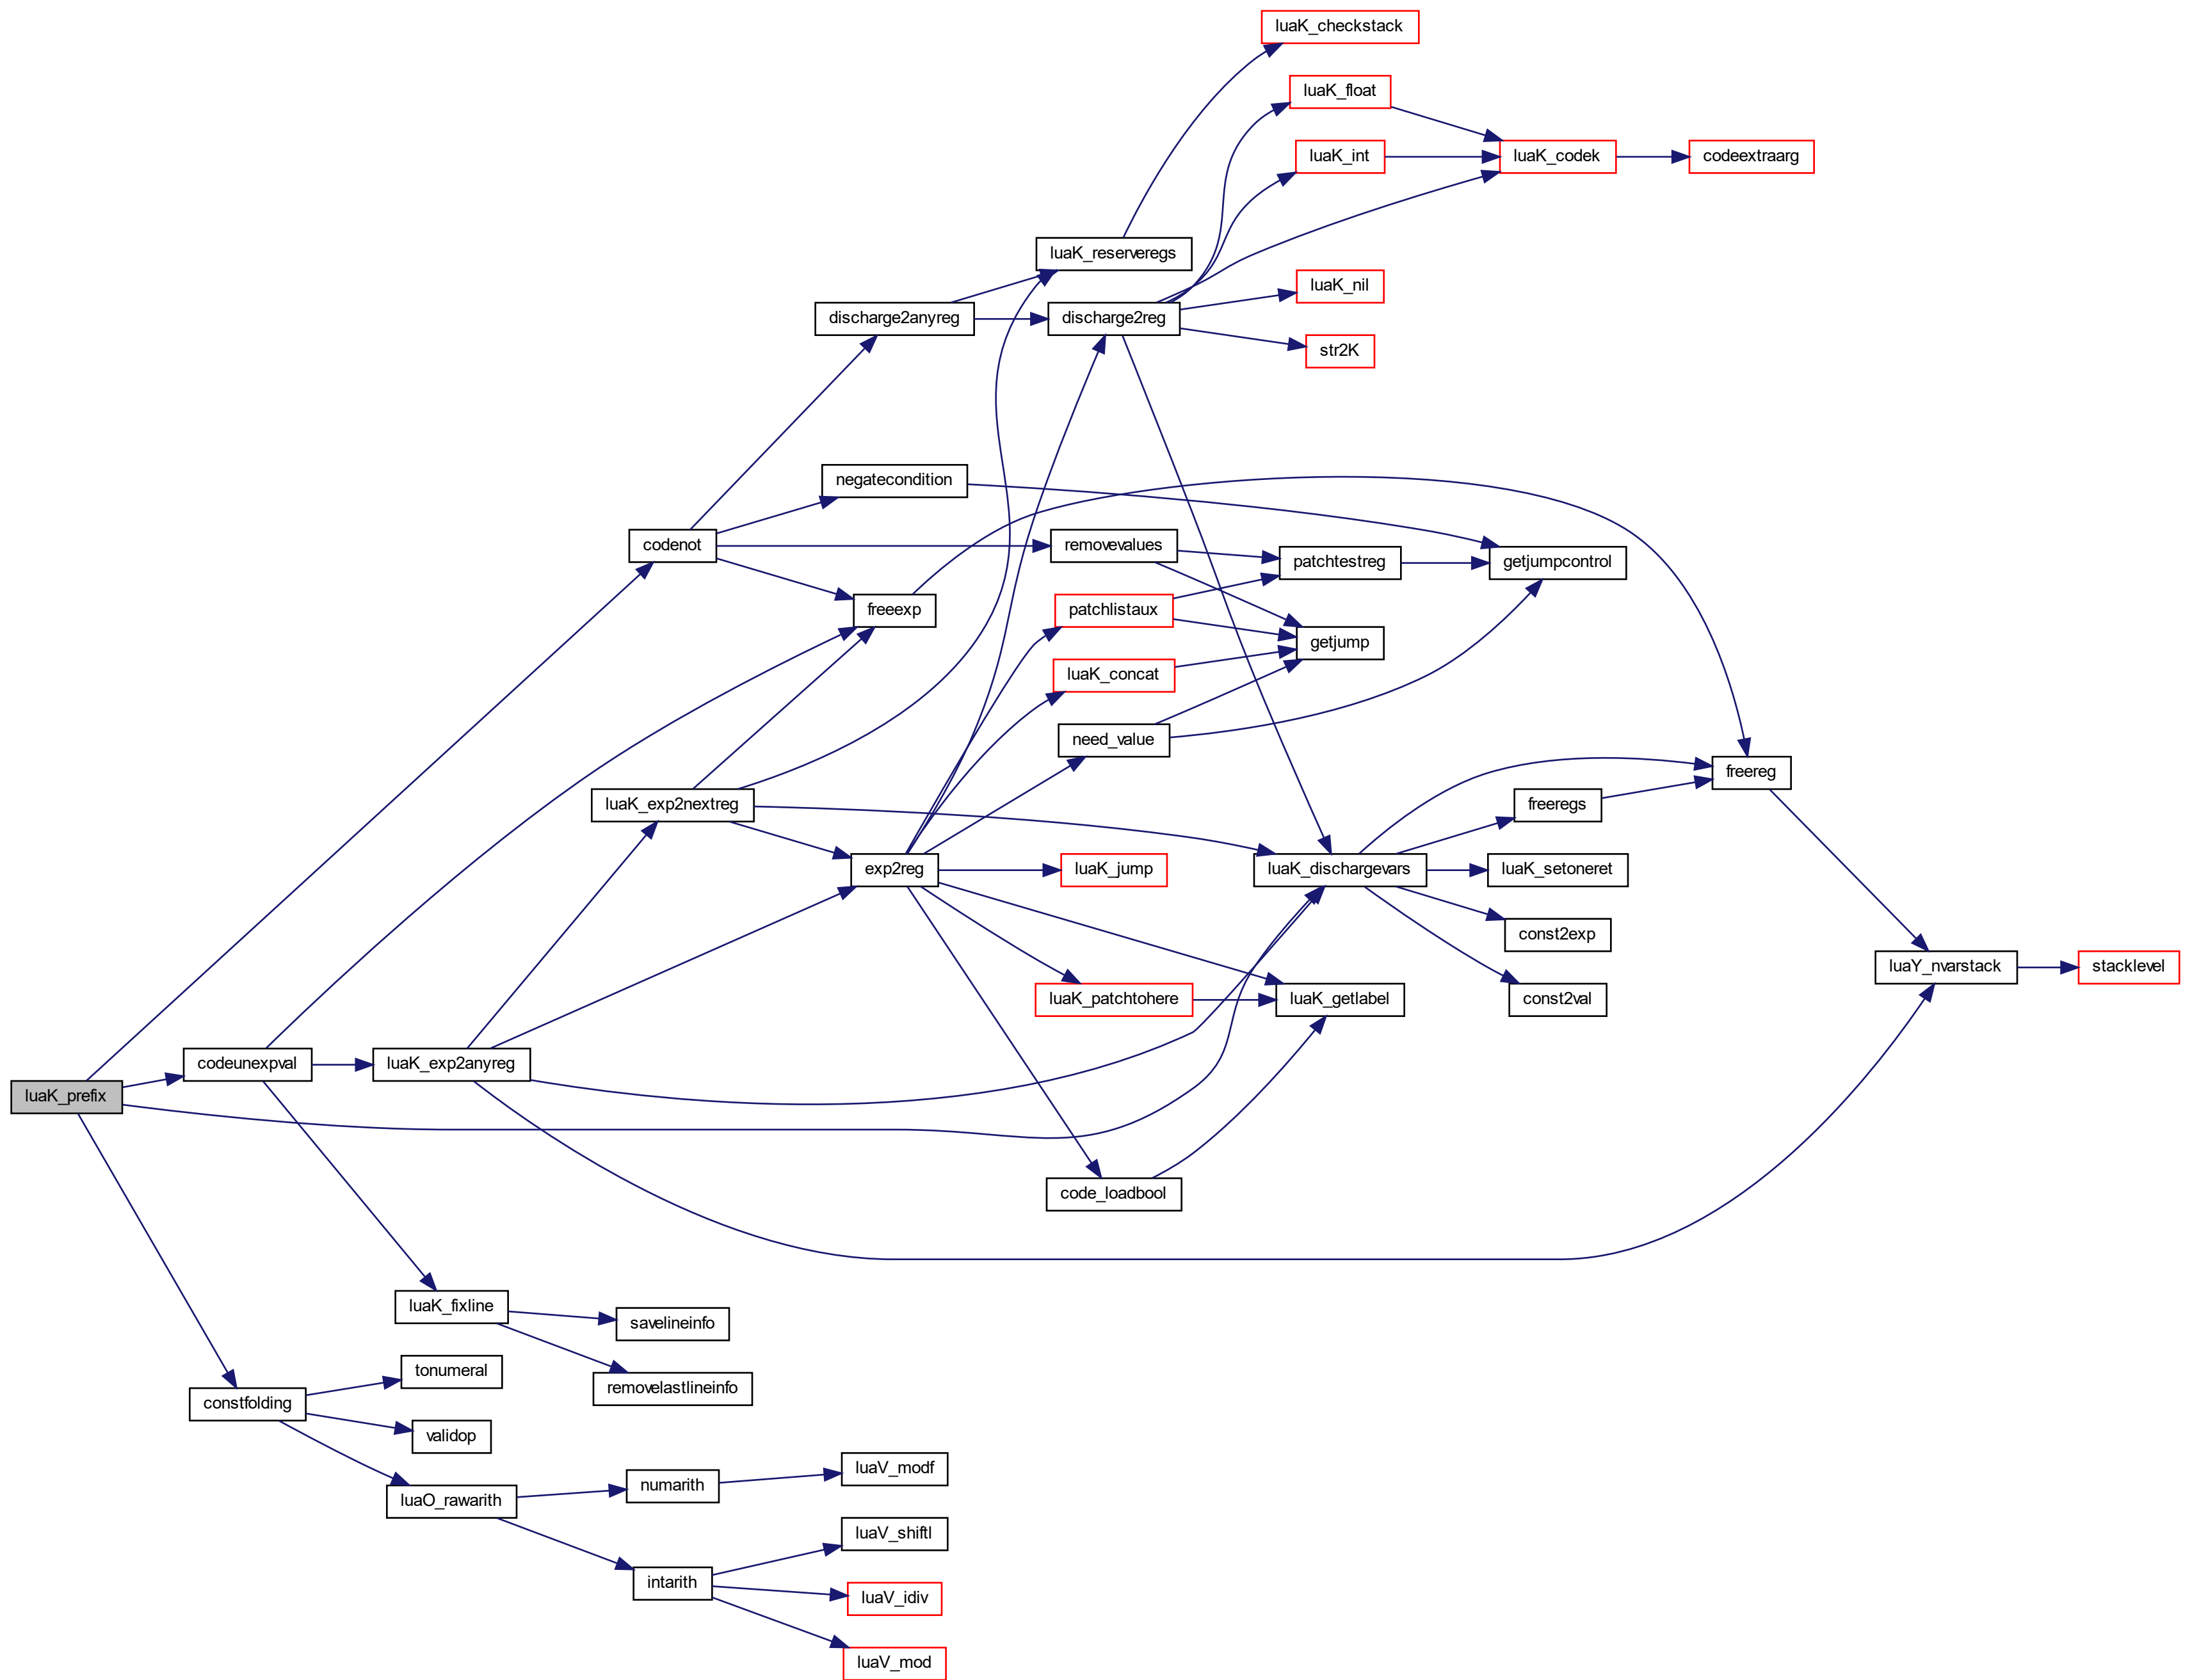 luaK_checkstack
luaK_float
luaK_int
luaK_codek
codeextraarg
luaK_reserveregs
luaK_nil
discharge2anyreg
discharge2reg
str2K
negatecondition
codenot
removevalues
patchtestreg
getjumpcontrol
freeexp
patchlistaux
getjump
luaK_concat
need_value
freereg
luaK_exp2nextreg
freeregs
exp2reg
luaK_jump
luaK_dischargevars
luaK_setoneret
const2exp
luaY_nvarstack
stacklevel
luaK_patchtohere
luaK_getlabel
const2val
codeunexpval
luaK_exp2anyreg
luaK_prefix
code_loadbool
luaK_fixline
savelineinfo
tonumeral
removelastlineinfo
constfolding
validop
luaV_modf
numarith
luaO_rawarith
luaV_shiftl
intarith
luaV_idiv
luaV_mod